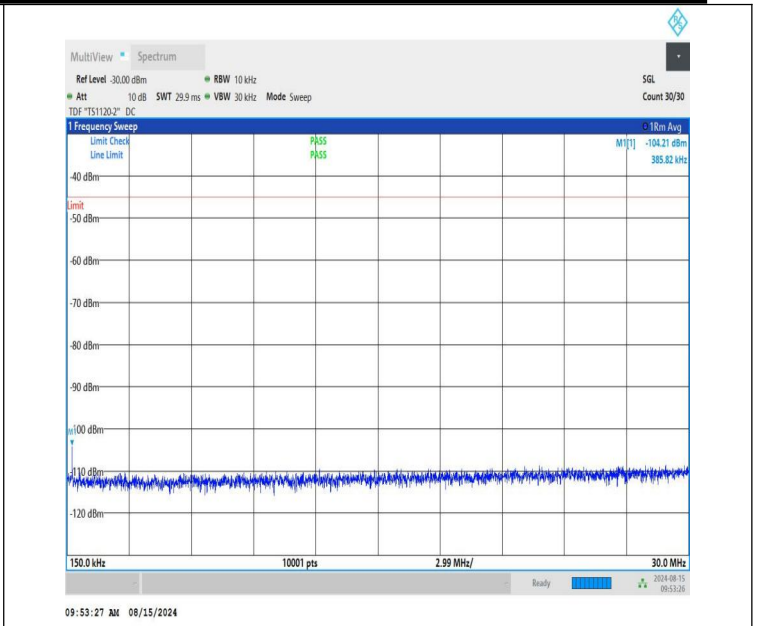 R S
MultiView Spectrum
Ref Level -30.00 dBm RBW 10 kHz SGL
Att 10 dB SWT 29.9 ms VBW 30 kHz Mode Sweep Count 30/30
TDF "TS1120-2" DC
1 Frequency Sweep 1Rm Avg
Limit Check PASS M1[1] -104.21 dBm
Line Limit PASS 385.82 kHz
-40 dBm
Limit
-50 dBm
-60 dBm
-70 dBm
-80 dBm
-90 dBm
M1
-100 dBm
-110 dBm
-120 dBm
150.0 kHz 10001 pts 2.99 MHz/ 30.0 MHz
Ready 2024-08-15
09:53:26
09:53:27 AM 08/15/2024